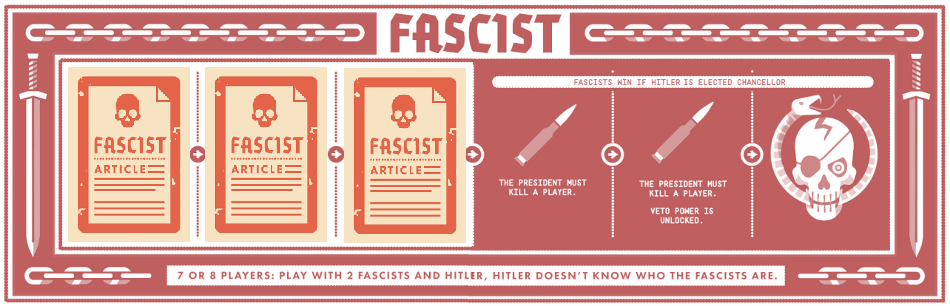 FASCIST
FASCISTS WIN IF HITLER IS ELECTED CHANCELLOR
FASCIST
ARTICLE
FASCIST
ARTICLE
FASCIST
ARTICLE
THE PRESIDENT MUST
KILL A PLAYER.
THE PRESIDENT MUST
KILL A PLAYER.
VETO POWER IS
UNLOCKED.
7 OR 8 PLAYERS: PLAY WITH 2 FASCISTS AND HITLER, HITLER DOESN'T KNOW WHO THE FASCISTS ARE.